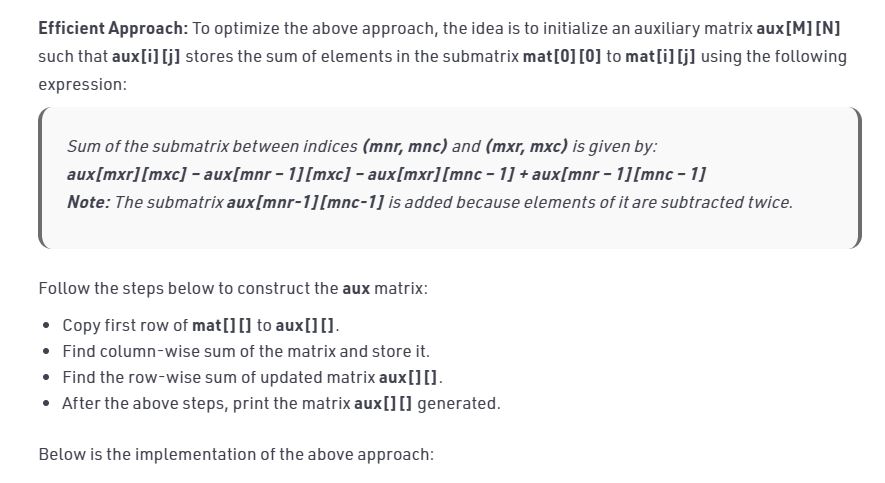 Efficient Approach: To optimize the above approach, the idea is to initialize an auxiliary matrix aux[M][N]
such that aux[i][j] stores the sum of elements in the submatrix mat[0][0] to mat[i][j] using the following
expression:
Sum of the submatrix between indices (mnr, mnc) and (mxr, mxc) is given by:
aux[mxr][mxc] – aux[mnr – 1][mxc] – aux[mxr][mnc – 1] + aux[mnr – 1][mnc – 1]
Note: The submatrix aux[mnr-1][mnc-1] is added because elements of it are subtracted twice.
Follow the steps below to construct the aux matrix:
• Copy first row of mat[][] to aux[][].
• Find column-wise sum of the matrix and store it.
• Find the row-wise sum of updated matrix aux[][].
• After the above steps, print the matrix aux[][] generated.
Below is the implementation of the above approach: